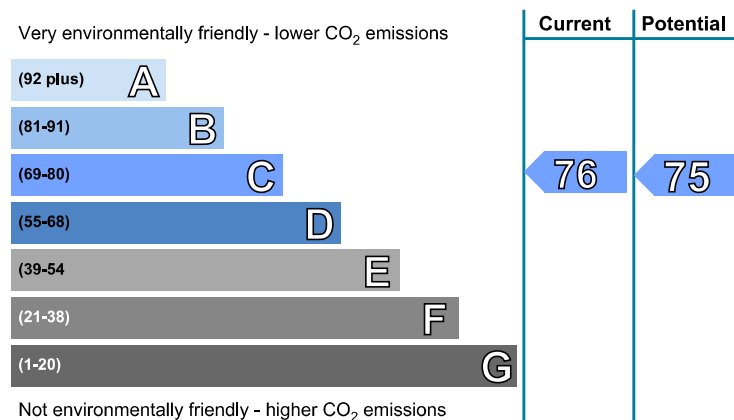 Very environmentally friendly - lower CO₂ emissions
Current
Potential
(92 plus) A
(81-91) B
(69-80) C
76
75
(55-68) D
(39-54 E
(21-38) F
(1-20) G
Not environmentally friendly - higher CO₂ emissions